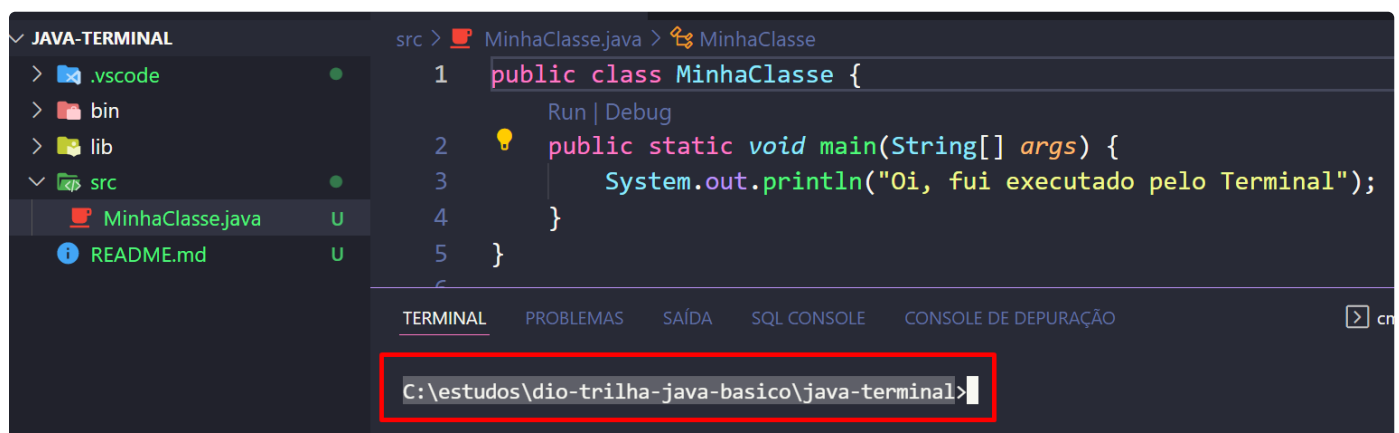 JAVA-TERMINAL
.vscode
bin
lib
src
MinhaClasse.java U
README.md U
src > MinhaClasse.java > MinhaClasse
1 public class MinhaClasse {
Run | Debug
2 public static void main(String[] args) {
3 System.out.println("Oi, fui executado pelo Terminal");
4 }
5 }
TERMINAL PROBLEMAS SAÍDA SQL CONSOLE CONSOLE DE DEPURAÇÃO
C:\estudos\dio-trilha-java-basico\java-terminal>